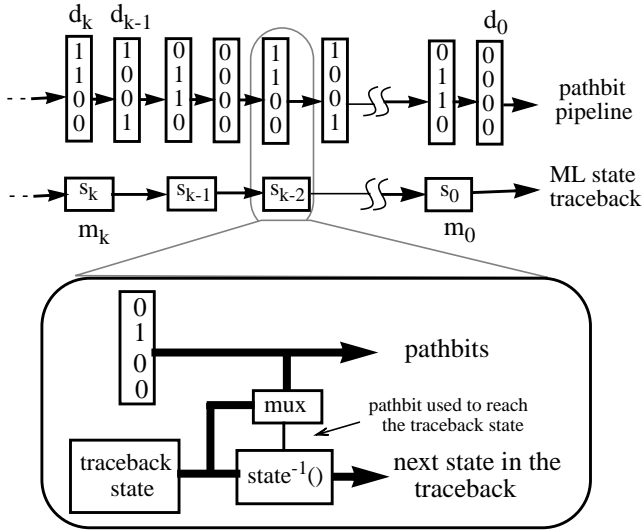 d_k d_{k-1} d_0
1 1 0 0 1 1 0 0
1 0 1 0 1 0 1 0
0 0 1 0 0 0 1 0
0 1 0 0 0 1 0 0
pathbit
pipeline
s_k s_{k-1} s_{k-2} s_0
ML state
traceback
m_k m_0
0
1
0
0
pathbits
mux
pathbit used to reach
the traceback state
traceback
state
state^{-1}()
next state in the
traceback